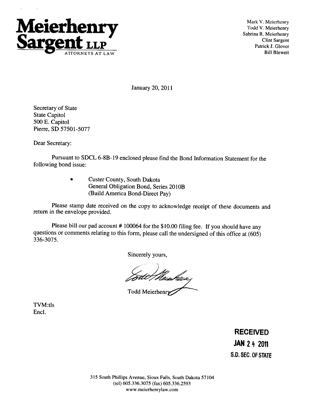 Meierhenry
Sargent LLP
ATTORNEYS AT LAW
Mark V. Meierhenry
Todd V. Meierhenry
Sabrina R. Meierhenry
Clint Sargent
Patrick J. Glover
Bill Blewett
January 20, 2011
Secretary of State
State Capitol
500 E. Capitol
Pierre, SD 57501-5077
Dear Secretary:
Pursuant to SDCL 6-8B-19 enclosed please find the Bond Information Statement for the
following bond issue:
• Custer County, South Dakota
General Obligation Bond, Series 2010B
(Build America Bond-Direct Pay)
Please stamp date received on the copy to acknowledge receipt of these documents and
return in the envelope provided.
Please bill our pad account # 100064 for the $10.00 filing fee. If you should have any
questions or comments relating to this form, please call the undersigned of this office at (605)
336-3075.
Sincerely yours,
Todd Meierhenry
Todd Meierhenry
TVM:tls
Encl.
RECEIVED
JAN 24 2011
S.D. SEC. OF STATE
315 South Phillips Avenue, Sioux Falls, South Dakota 57104
(tel) 605.336.3075 (fax) 605.336.2593
www.meierhenrylaw.com